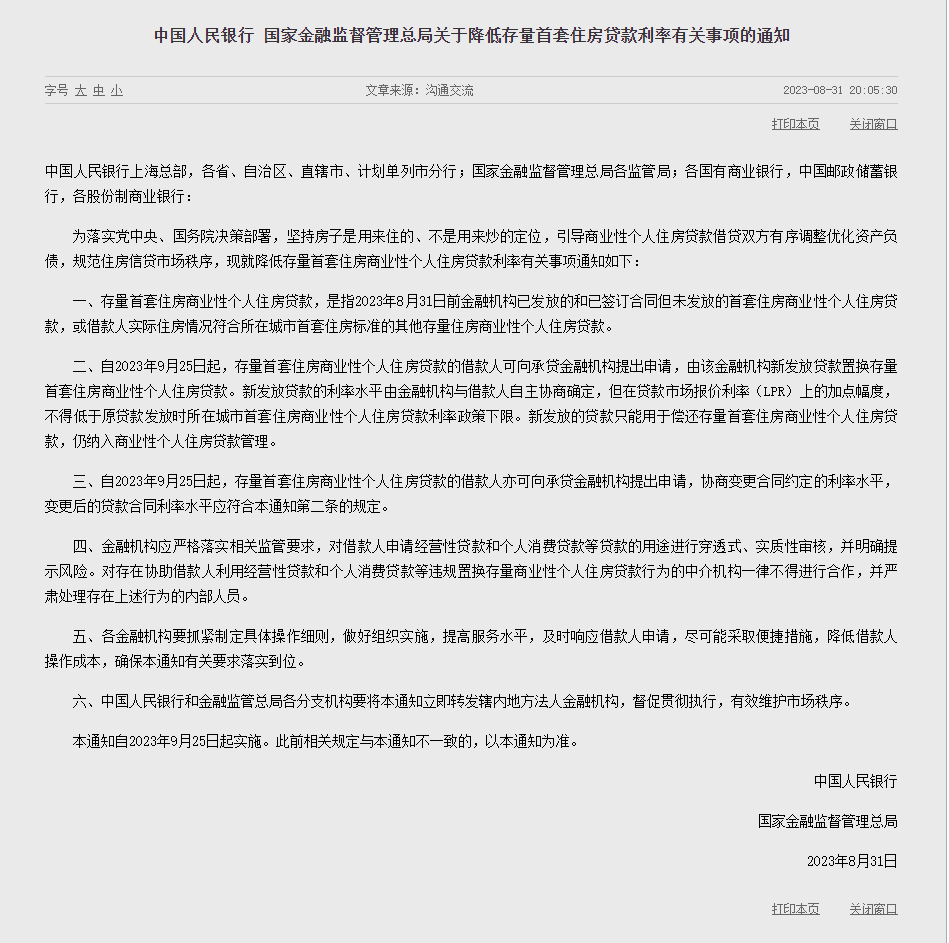 中国人民银行 国家金融监督管理总局关于降低存量首套住房贷款利率有关事项的通知
字号 大 中 小 文章来源：沟通交流 2023-08-31 20:05:30
打印本页 关闭窗口
中国人民银行上海总部，各省、自治区、直辖市、计划单列市分行；国家金融监督管理总局各监管局；各国有商业银行，中国邮政储蓄银
行，各股份制商业银行：
为落实党中央、国务院决策部署，坚持房子是用来住的、不是用来炒的定位，引导商业性个人住房贷款借贷双方有序调整优化资产负
债，规范住房信贷市场秩序，现就降低存量首套住房商业性个人住房贷款利率有关事项通知如下：
一、存量首套住房商业性个人住房贷款，是指2023年8月31日前金融机构已发放的和已签订合同但未发放的首套住房商业性个人住房贷
款，或借款人实际住房情况符合所在城市首套住房标准的其他存量住房商业性个人住房贷款。
二、自2023年9月25日起，存量首套住房商业性个人住房贷款的借款人可向承贷金融机构提出申请，由该金融机构新发放贷款置换存量
首套住房商业性个人住房贷款。新发放贷款的利率水平由金融机构与借款人自主协商确定，但在贷款市场报价利率（LPR）上的加点幅度，
不得低于原贷款发放时所在城市首套住房商业性个人住房贷款利率政策下限。新发放的贷款只能用于偿还存量首套住房商业性个人住房贷
款，仍纳入商业性个人住房贷款管理。
三、自2023年9月25日起，存量首套住房商业性个人住房贷款的借款人亦可向承贷金融机构提出申请，协商变更合同约定的利率水平，
变更后的贷款合同利率水平应符合本通知第二条的规定。
四、金融机构应严格落实相关监管要求，对借款人申请经营性贷款和个人消费贷款等贷款的用途进行穿透式、实质性审核，并明确提
示风险。对存在协助借款人利用经营性贷款和个人消费贷款等违规置换存量商业性个人住房贷款行为的中介机构一律不得进行合作，并严
肃处理存在上述行为的内部人员。
五、各金融机构要抓紧制定具体操作细则，做好组织实施，提高服务水平，及时响应借款人申请，尽可能采取便捷措施，降低借款人
操作成本，确保本通知有关要求落实到位。
六、中国人民银行和金融监管总局各分支机构要将本通知立即转发辖内地方法人金融机构，督促贯彻执行，有效维护市场秩序。
本通知自2023年9月25日起实施。此前相关规定与本通知不一致的，以本通知为准。
中国人民银行
国家金融监督管理总局
2023年8月31日
打印本页 关闭窗口